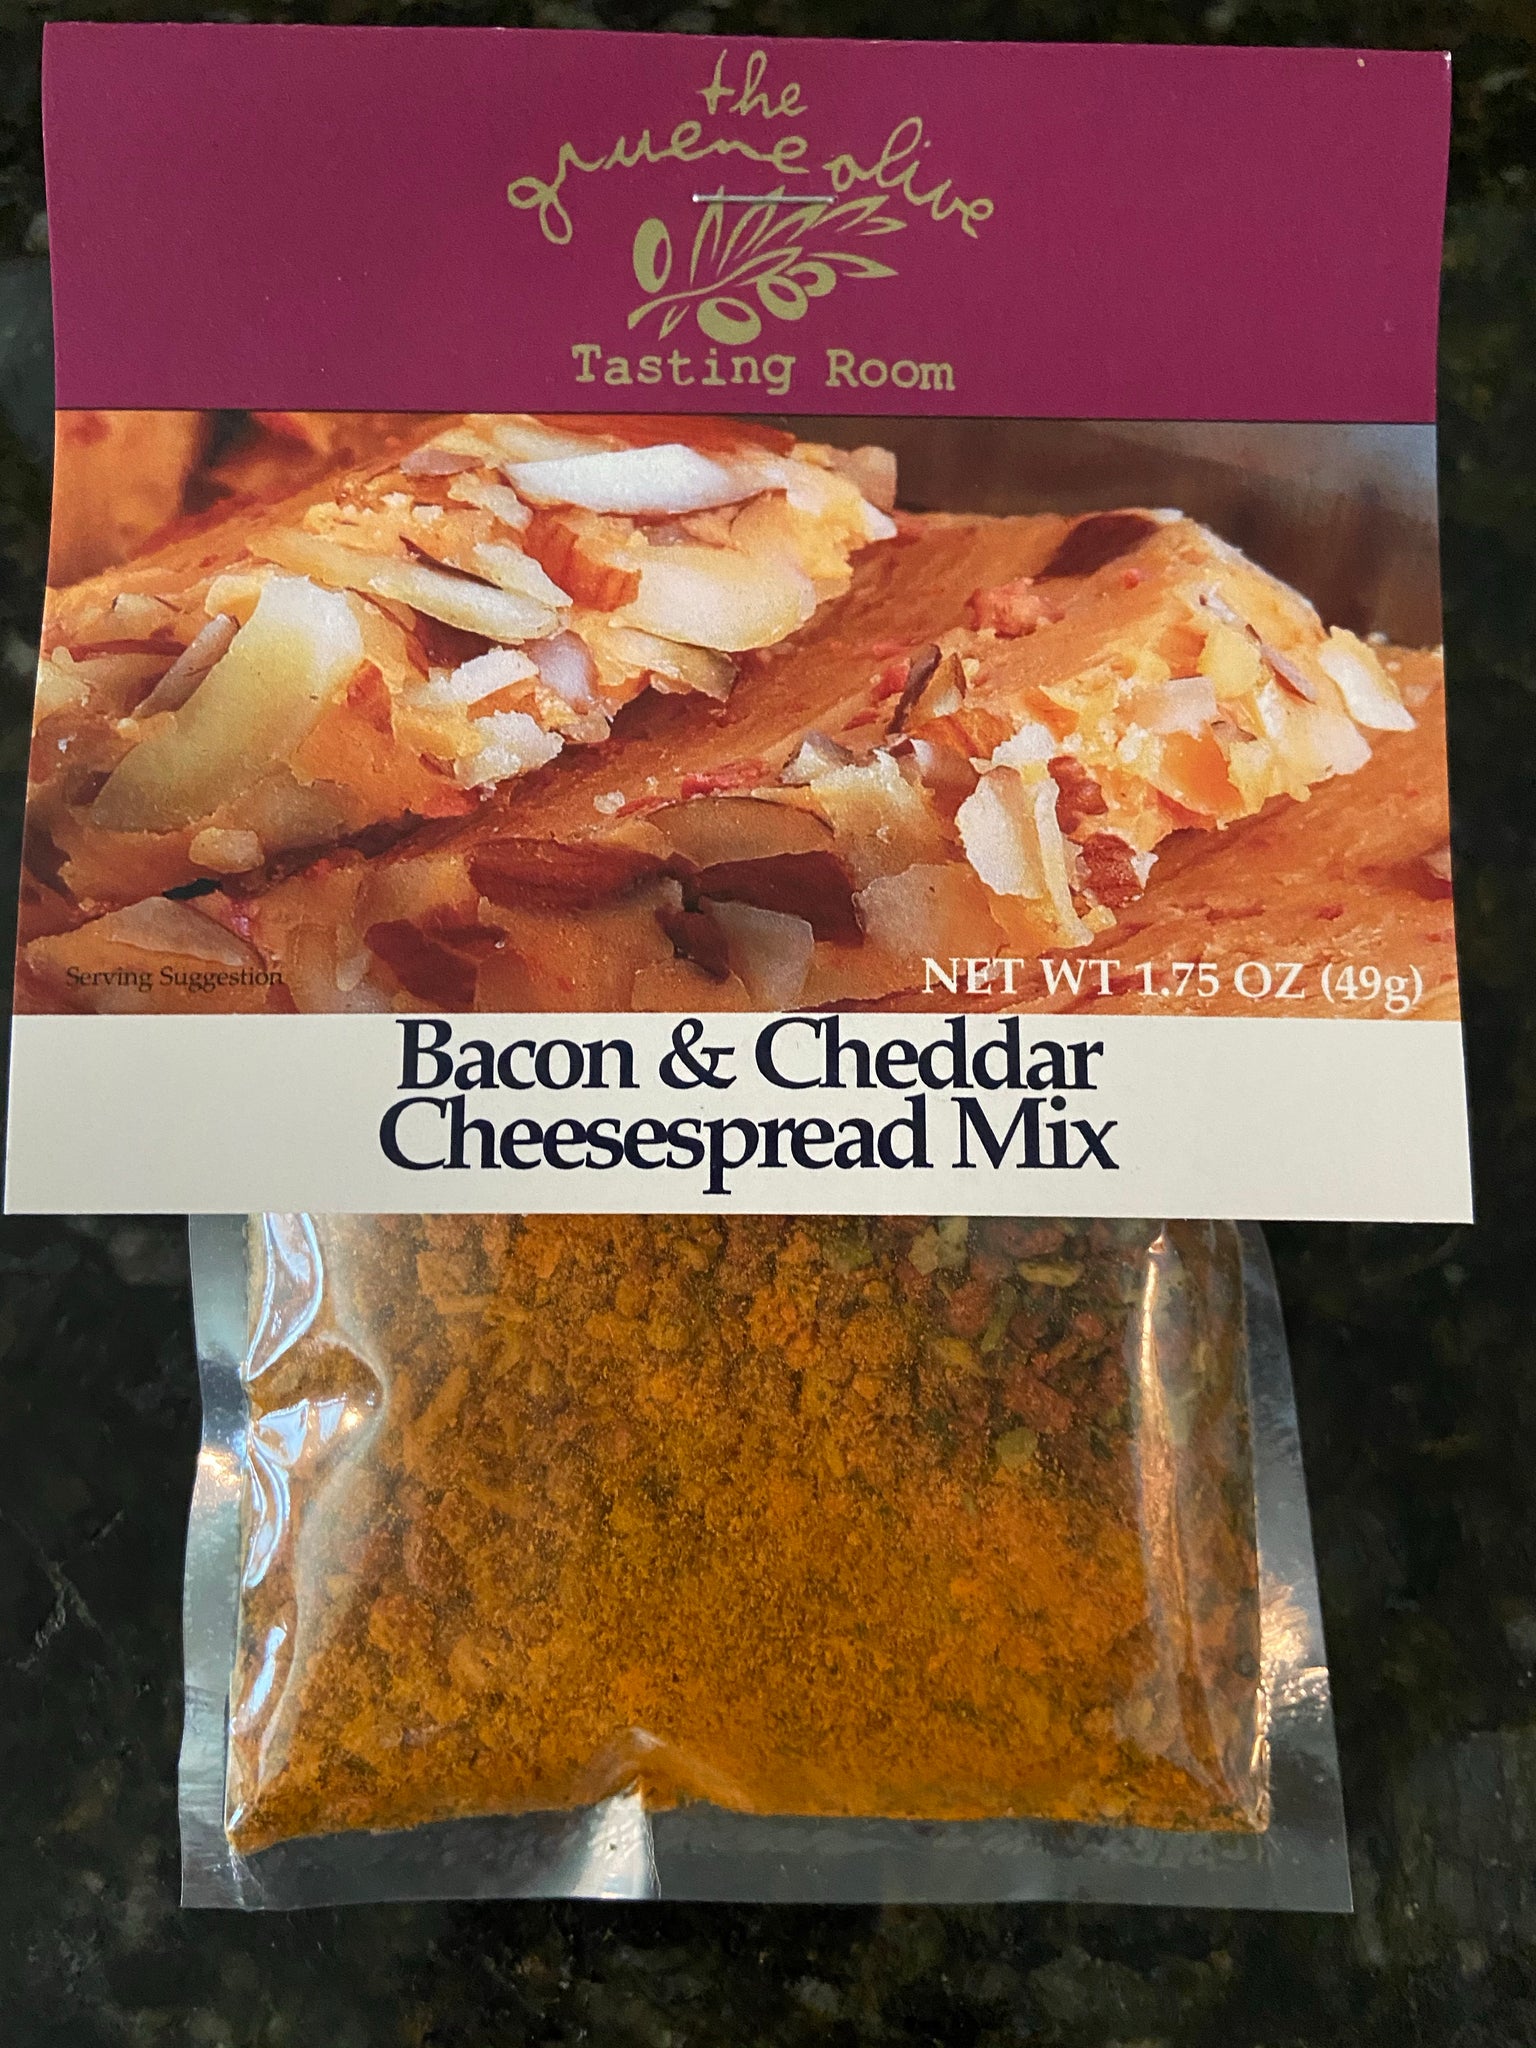 the
gruene olive
Tasting Room
Serving Suggestion
NET WT 1.75 OZ (49g)
Bacon & Cheddar
Cheesespread Mix